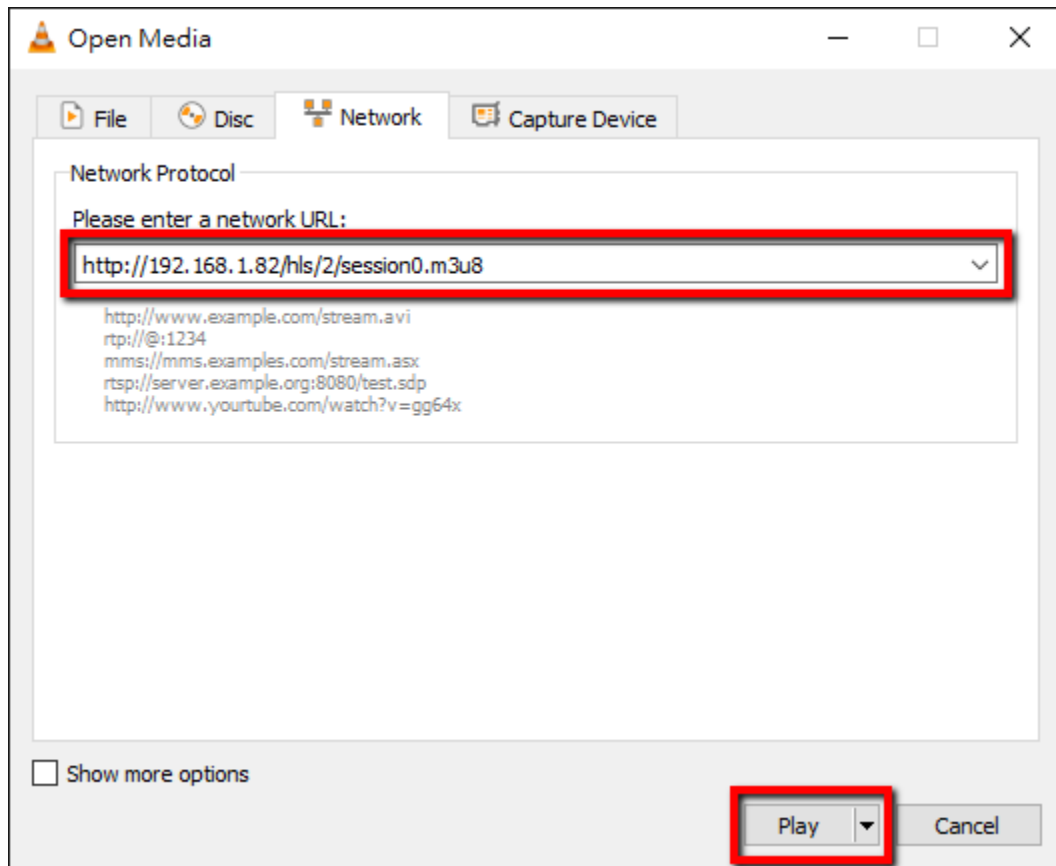 Open Media
File Disc Network Capture Device
Network Protocol
Please enter a network URL:
http://192.168.1.82/hls/2/session0.m3u8
http://www.example.com/stream.avi
rtp://@:1234
mms://mms.examples.com/stream.asx
rtsp://server.example.org:8080/test.sdp
http://www.yourtube.com/watch?v=gg64x
Show more options
Play Cancel